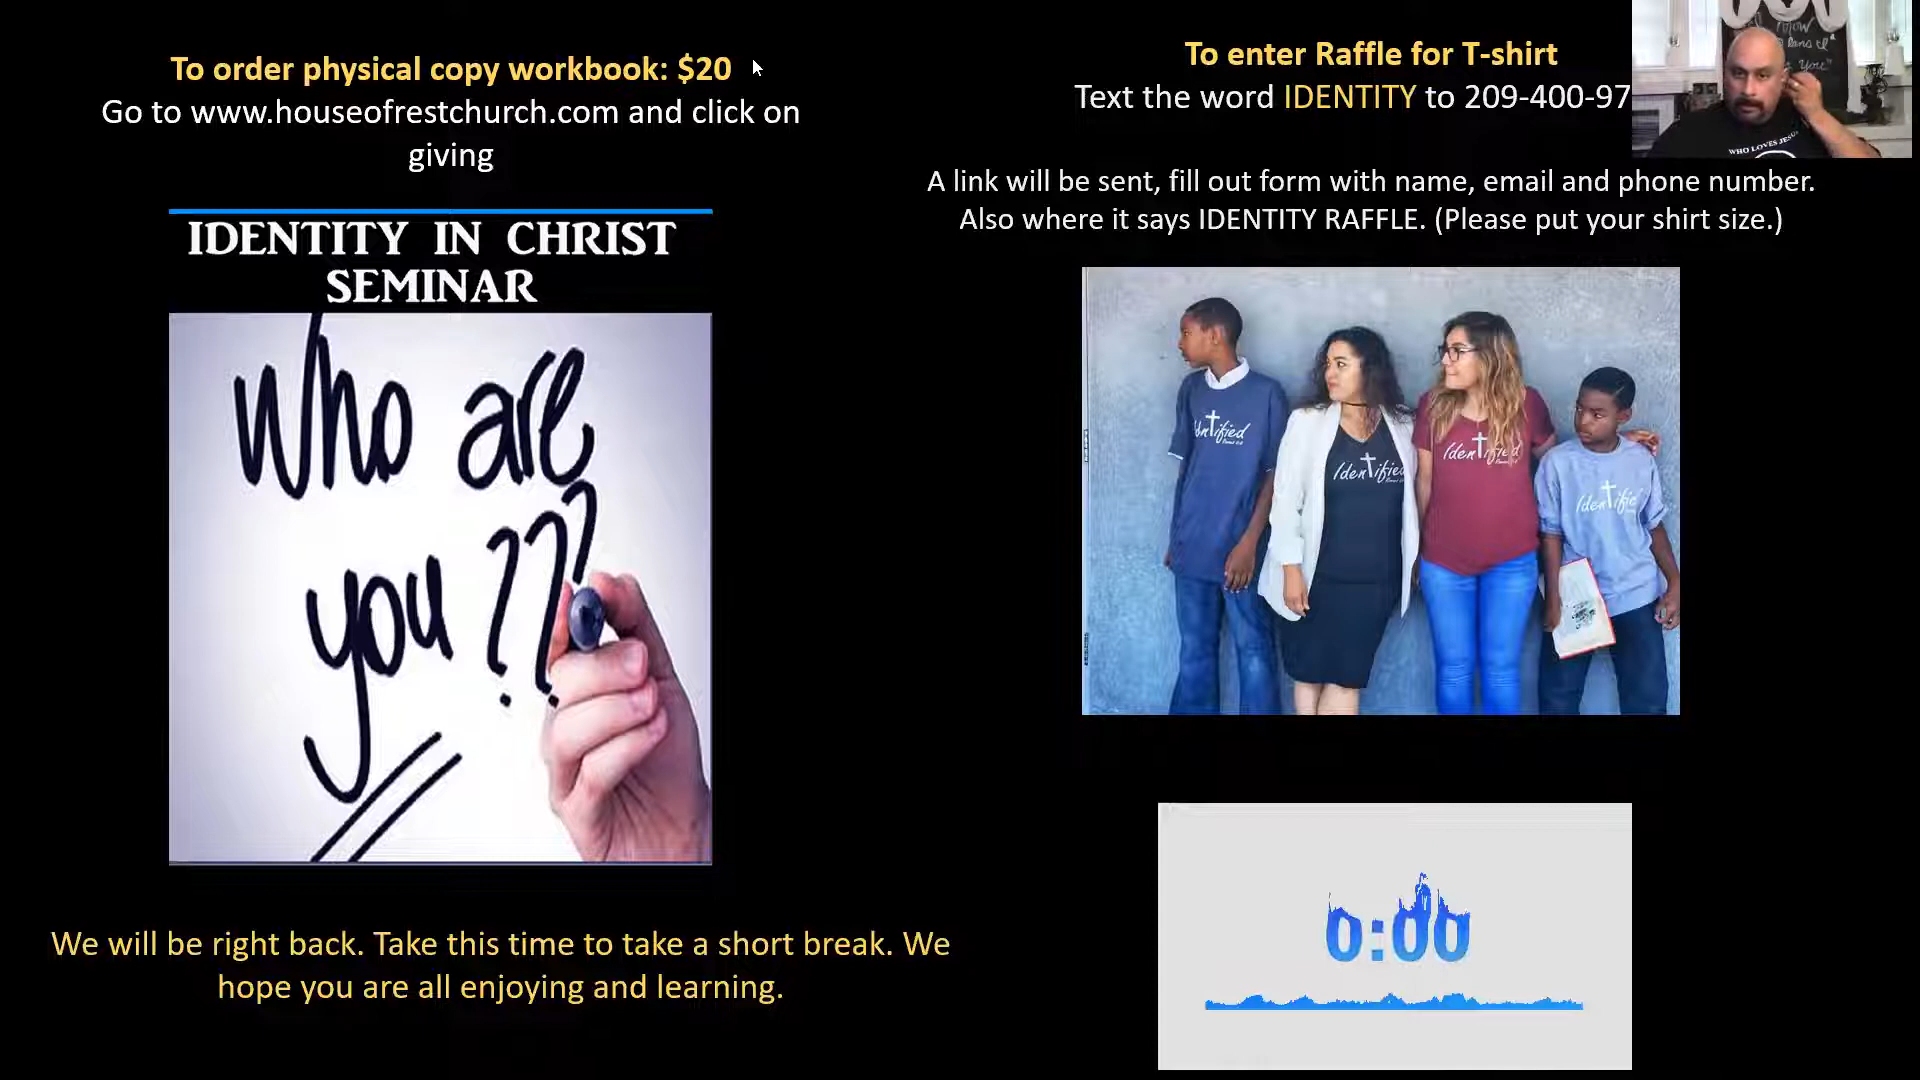 To order physical copy workbook: $20
Go to www.houseofrestchurch.com and click on
giving
IDENTITY IN CHRIST
SEMINAR
Who are
you???
We will be right back. Take this time to take a short break. We
hope you are all enjoying and learning.
To enter Raffle for T-shirt
Text the word IDENTITY to 209-400-97
A link will be sent, fill out form with name, email and phone number.
Also where it says IDENTITY RAFFLE. (Please put your shirt size.)
WHO LOVES JESUS
You"
Identified
Identified
Identified
Identified
0:00